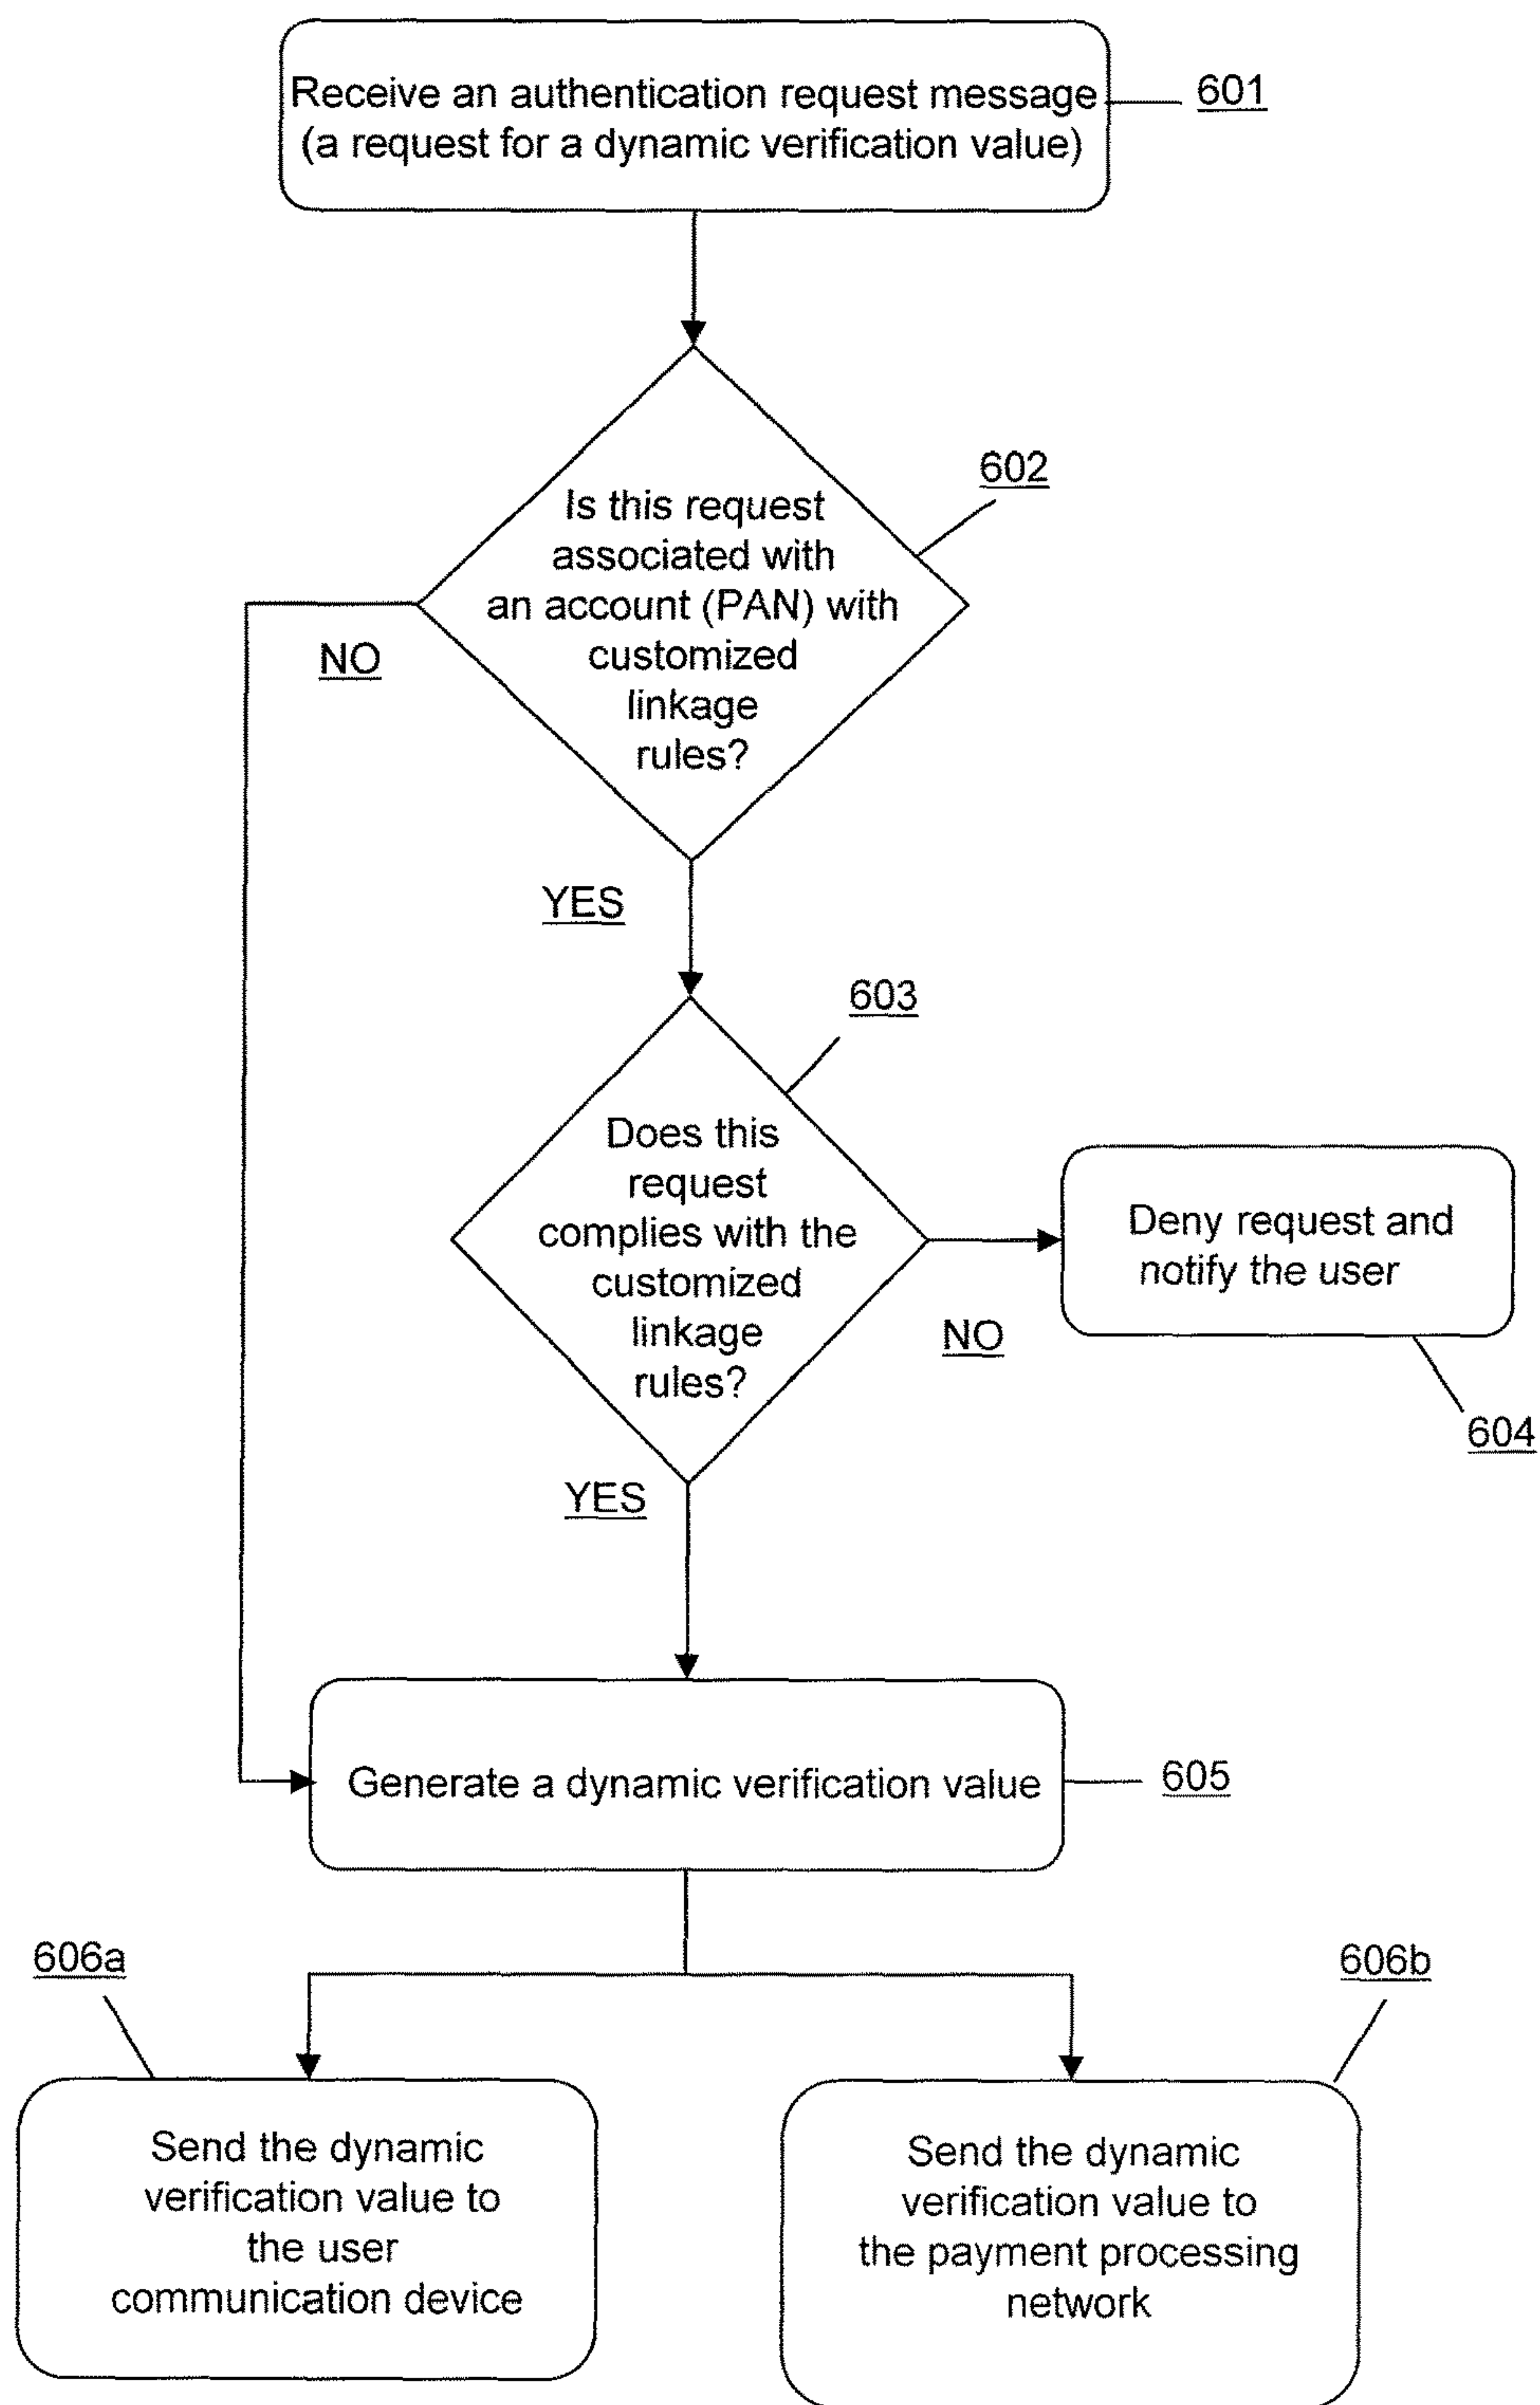 Receive an authentication request message
(a request for a dynamic verification value)
601
602
Is this request
associated with
an account (PAN) with
customized
linkage
rules?
NO
YES
603
Does this
request
complies with the
customized
linkage
rules?
NO
Deny request and
notify the user
604
YES
Generate a dynamic verification value
605
606a
606b
Send the dynamic
verification value to
the user
communication device
Send the dynamic
verification value to
the payment processing
network